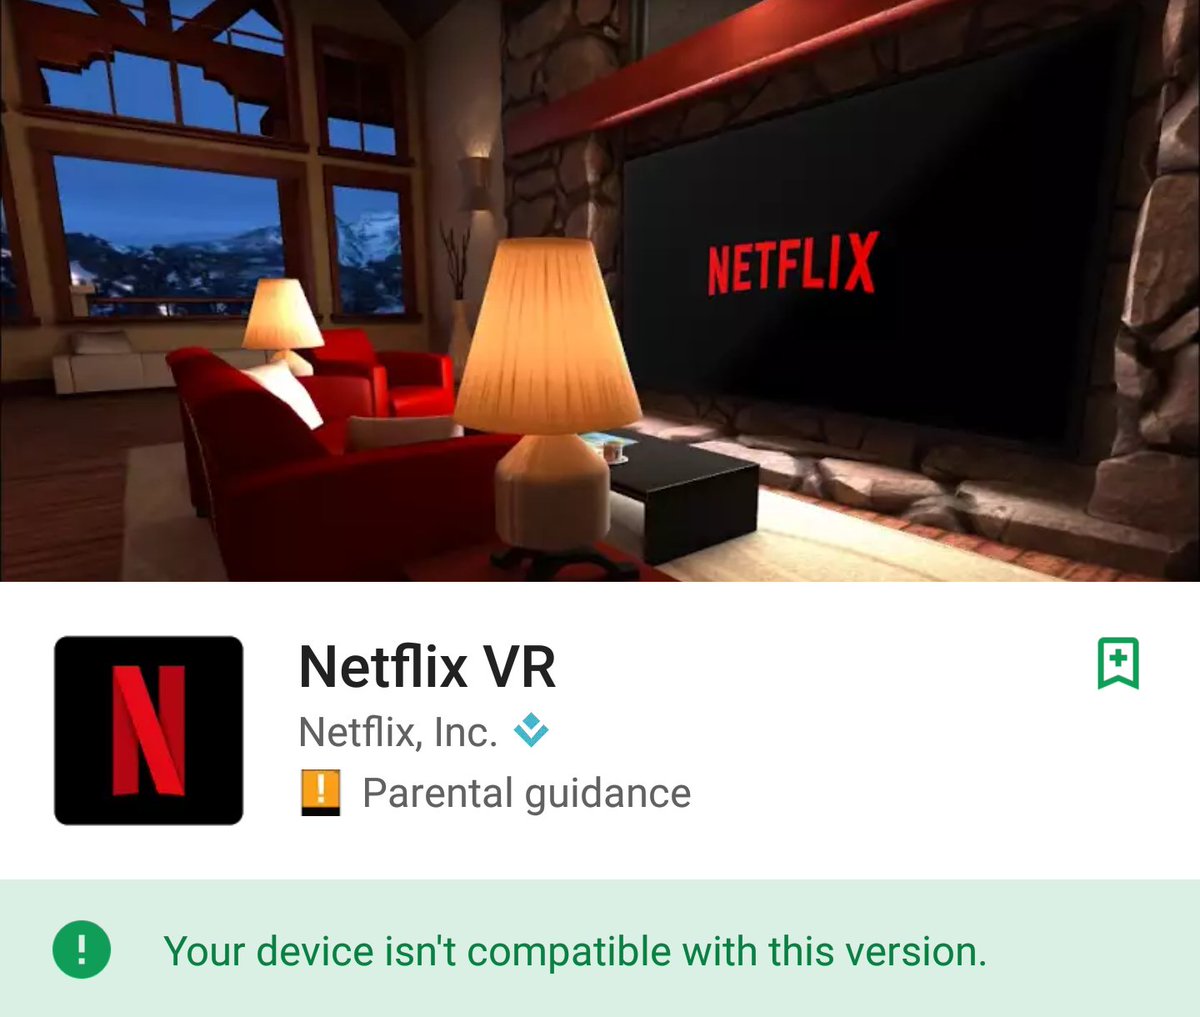 NETFLIX
Netflix VR
Netflix, Inc.
Parental guidance
Your device isn't compatible with this version.